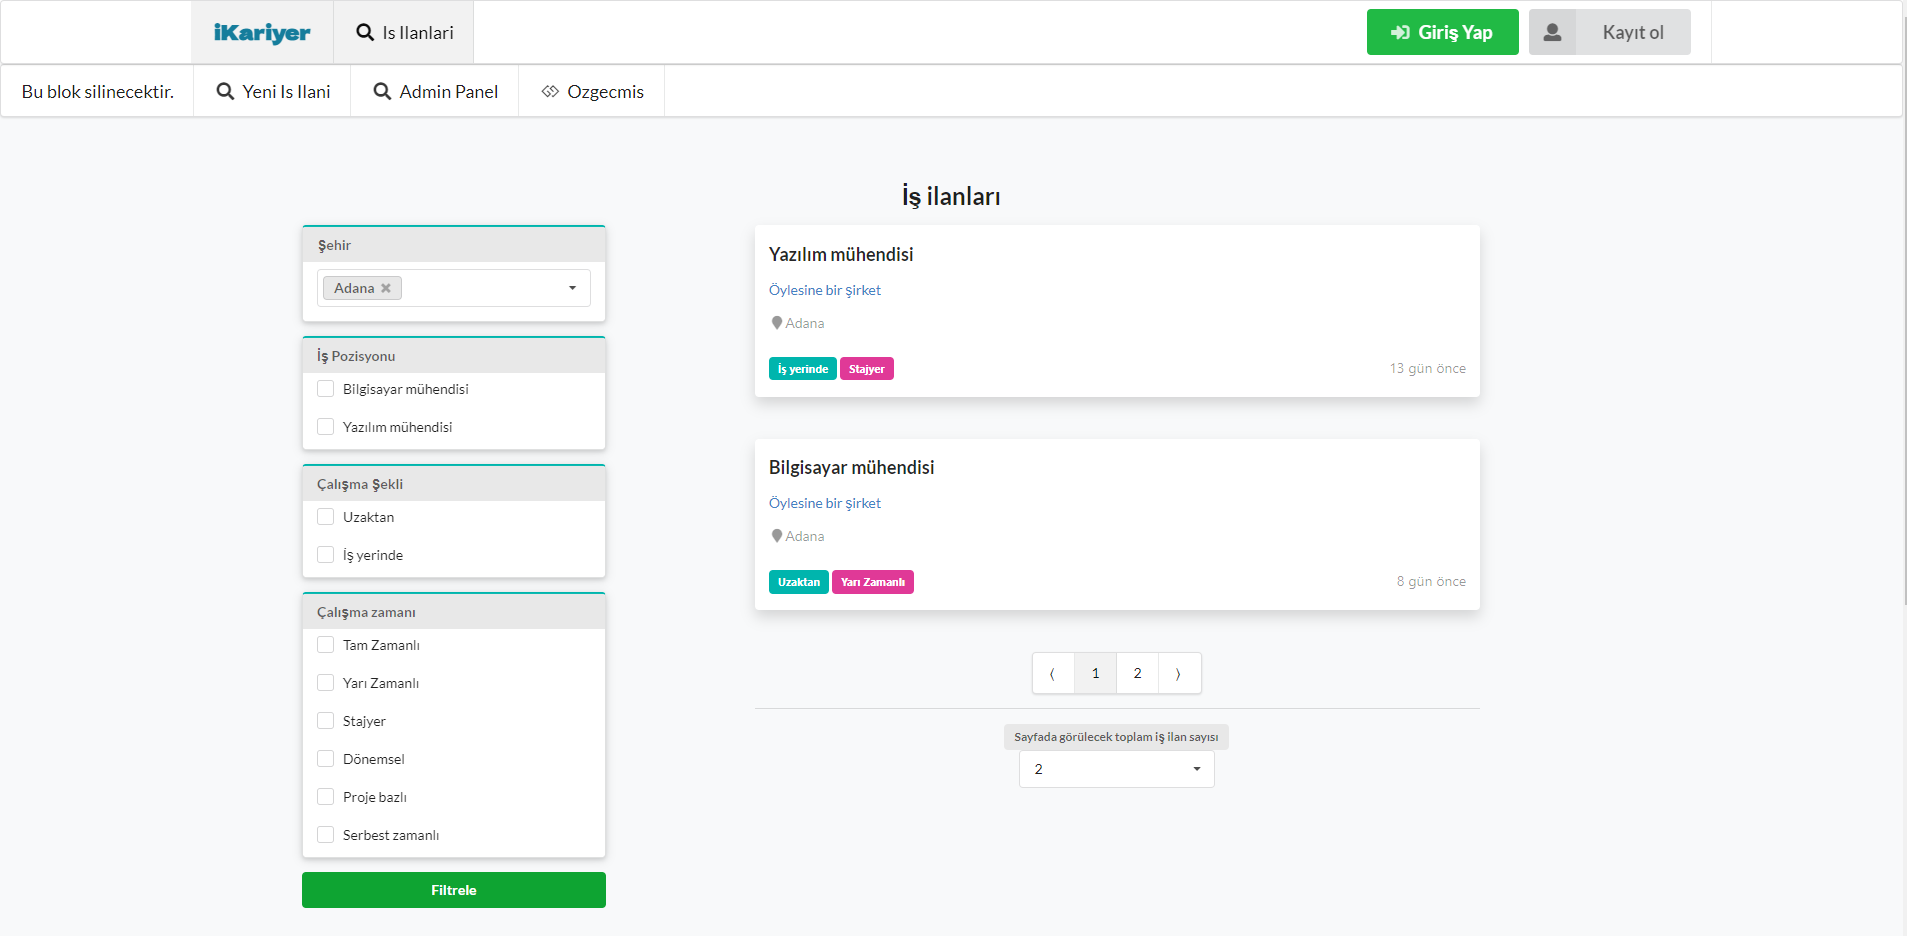 iKariyer
Is Ilanlari
Giriş Yap
Kayıt ol
Bu blok silinecektir.
Yeni Is Ilani
Admin Panel
Ozgecmis
İş ilanları
Şehir
Adana
İş Pozisyonu
Bilgisayar mühendisi
Yazılım mühendisi
Çalışma Şekli
Uzaktan
İş yerinde
Çalışma zamanı
Tam Zamanlı
Yarı Zamanlı
Stajyer
Dönemsel
Proje bazlı
Serbest zamanlı
Filtrele
Yazılım mühendisi
Öylesine bir şirket
Adana
İş yerinde Stajyer
13 gün önce
Bilgisayar mühendisi
Öylesine bir şirket
Adana
Uzaktan Yarı Zamanlı
8 gün önce
⟨ 1 2 ⟩
Sayfada görülecek toplam iş ilan sayısı
2